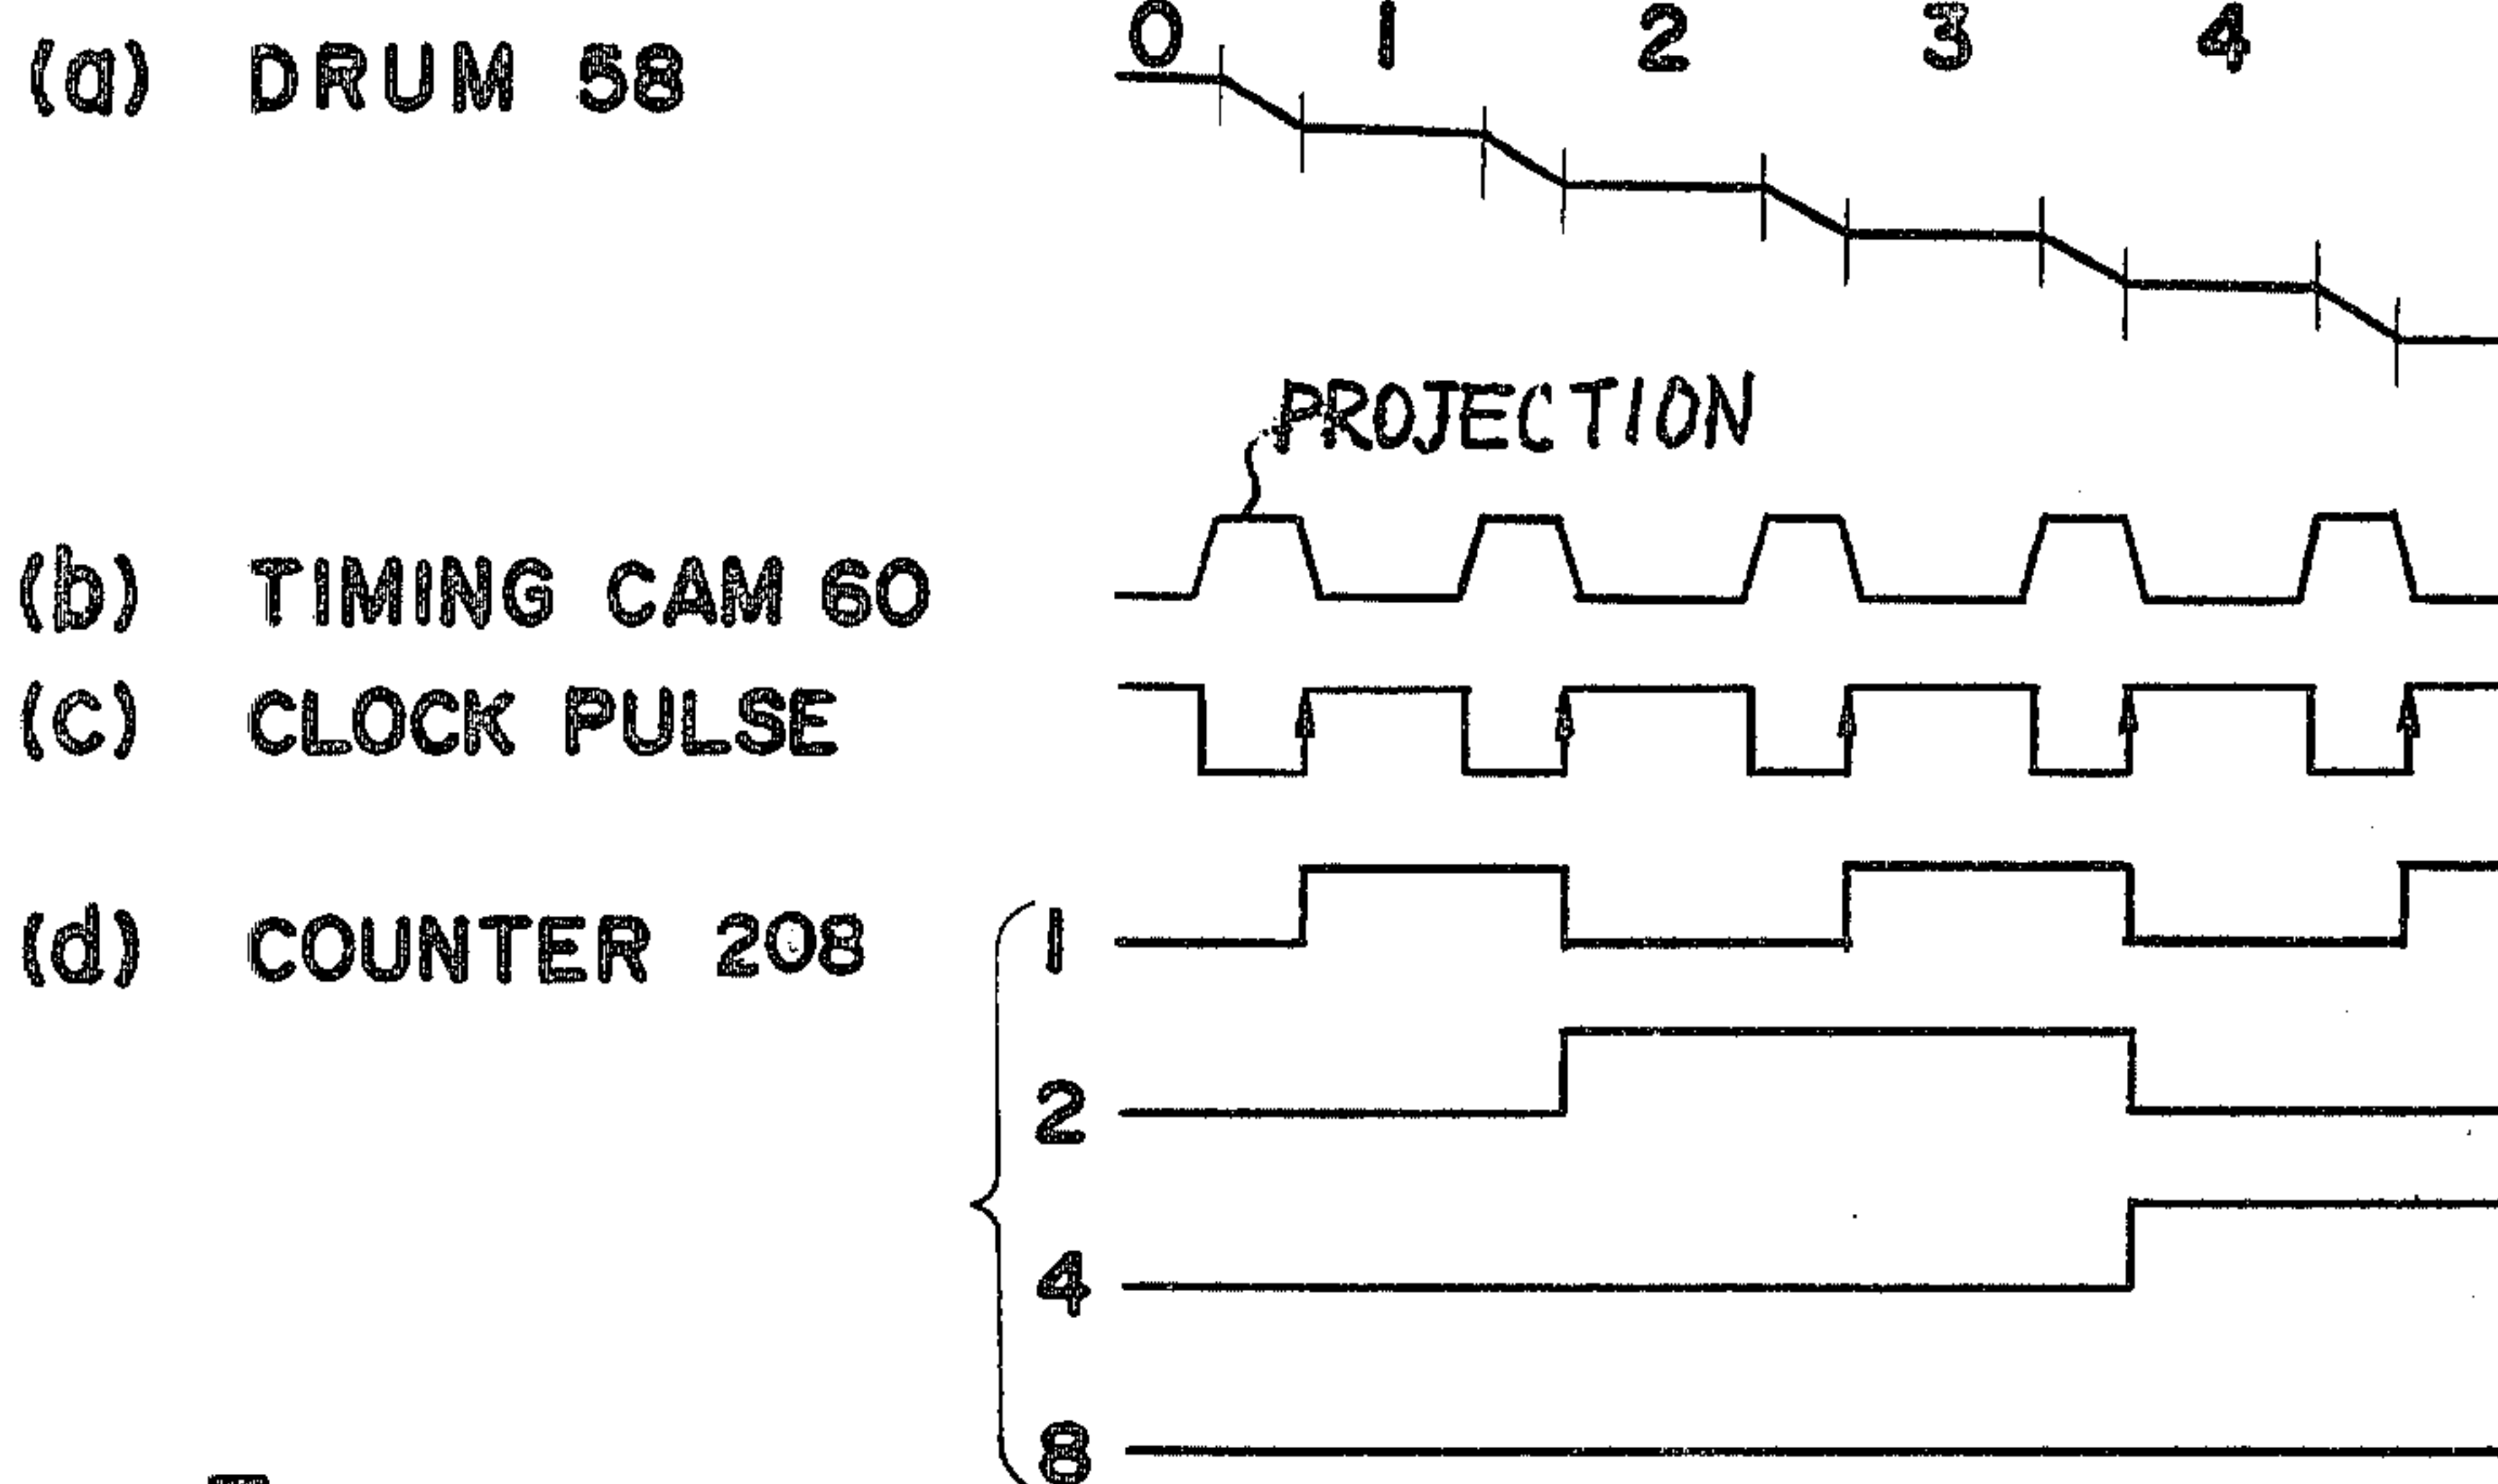 (a) DRUM 58
0 1 2 3 4
PROJECTION
(b) TIMING CAM 60
(c) CLOCK PULSE
(d) COUNTER 208
1
2
4
8